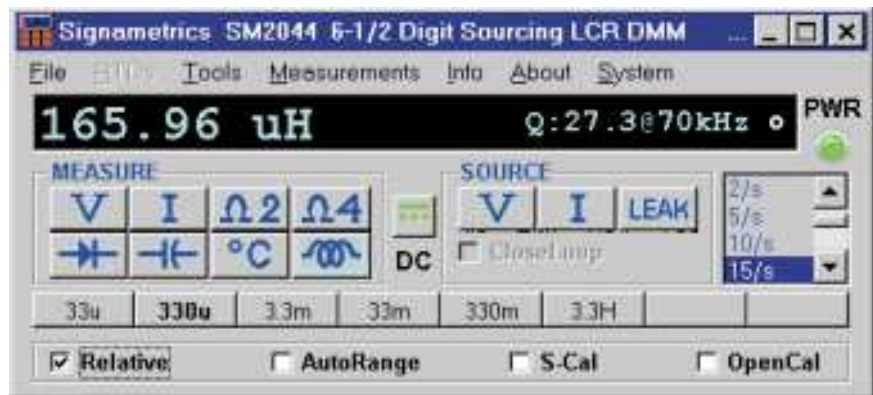 Signametrics SM2044 6-1/2 Digit Sourcing LCR DMM ...
File Tools Measurements Info About System
165.96 uH Q:27.3@70kHz
PWR
MEASURE
V I Ω2 Ω4
°C
DC
SOURCE
V I LEAK
CloseLoop
2/s
5/s
10/s
15/s
33u 330u 3.3m 33m 330m 3.3H
Relative AutoRange S-Cal OpenCal